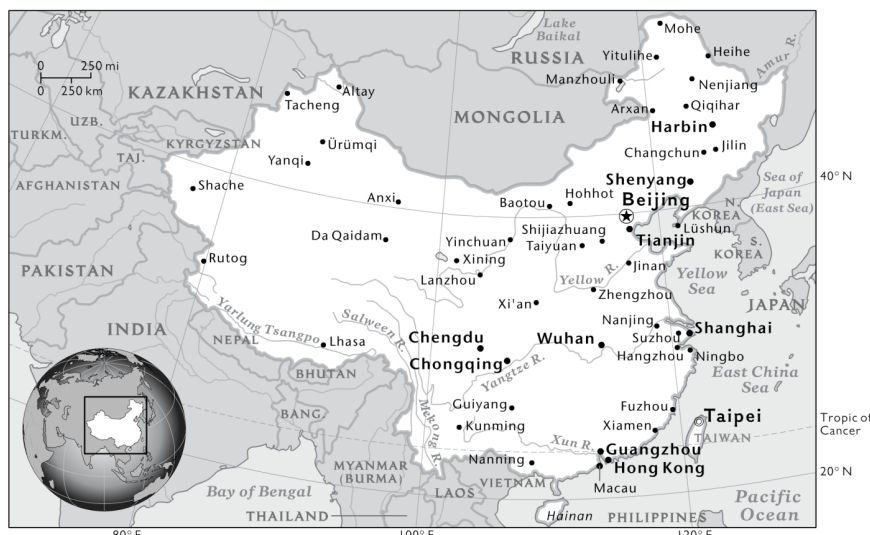 Mohe
Lake
Baikal
Yitulihe
Heihe
RUSSIA
Amur R.
0 250 mi
0 250 km
Manzhouli
Nenjiang
KAZAKHSTAN
Altay
Tacheng
MONGOLIA
Arxan
Qiqihar
UZB.
Harbin
TURKM.
KYRGYZSTAN
Ürümqi
Jilin
TAJ.
Yanqi
Changchun
AFGHANISTAN
Shache
Shenyang
Sea of
Japan
(East Sea)
40° N
Anxi
Baotou
Hohhot
Beijing
N.
KOREA
Lüshun
Da Qaidam
Yinchuan
Shijiazhuang
Taiyuan
Tianjin
S.
KOREA
PAKISTAN
Rutog
Xining
Lanzhou
Jinan
Yellow R.
Yellow
Sea
Zhengzhou
JAPAN
Xi'an
Yarlung Tsangpo
Salween R.
INDIA
NEPAL
Lhasa
Chengdu
Wuhan
Nanjing
Shanghai
Suzhou
Chongqing
Hangzhou
Ningbo
BHUTAN
Yangtze R.
East China
Sea
BANG.
Mekong R.
Guiyang
Fuzhou
Taipei
Kunming
Xiamen
TAIWAN
Tropic of
Cancer
Xun R.
Guangzhou
Nanning
Hong Kong
MYANMAR
(BURMA)
VIETNAM
Macau
20° N
LAOS
Bay of Bengal
Pacific
Ocean
THAILAND
Hainan
PHILIPPINES
80° E
100° E
120° E